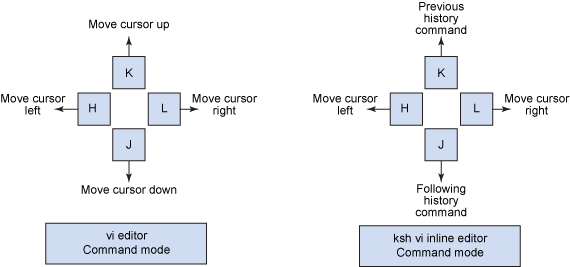 Move cursor up
K
Move cursor
left
H
L
Move cursor
right
J
Move cursor down
vi editor
Command mode
Previous
history
command
K
Move cursor
left
H
L
Move cursor
right
J
Following
history
command
ksh vi inline editor
Command mode